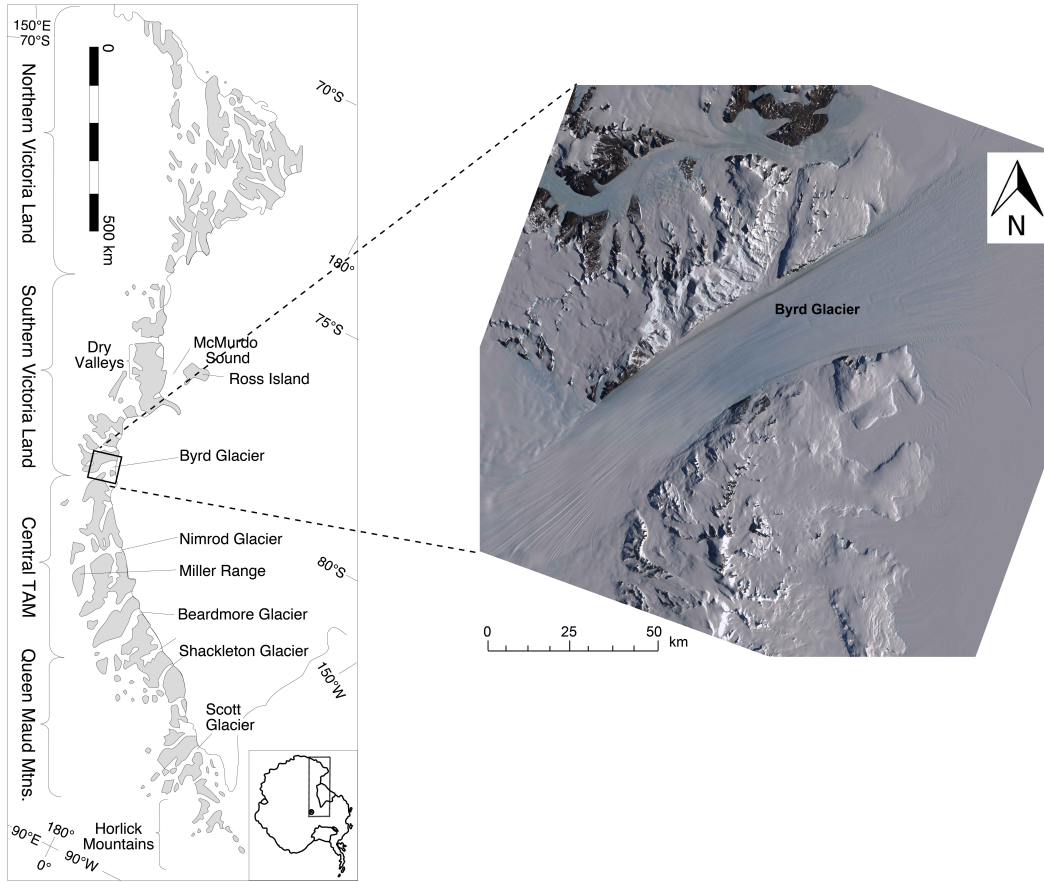 150°E
70°S
0
500 km
Northern Victoria Land
70°S
180°
Southern Victoria Land
75°S
Dry
Valleys
McMurdo
Sound
Ross Island
Byrd Glacier
Central TAM
Nimrod Glacier
Miller Range
80°S
Beardmore Glacier
Shackleton Glacier
150°W
Queen Maud Mtns.
Scott
Glacier
Horlick
Mountains
90°E
180°
0°
90°W
N
Byrd Glacier
0 25 50 km